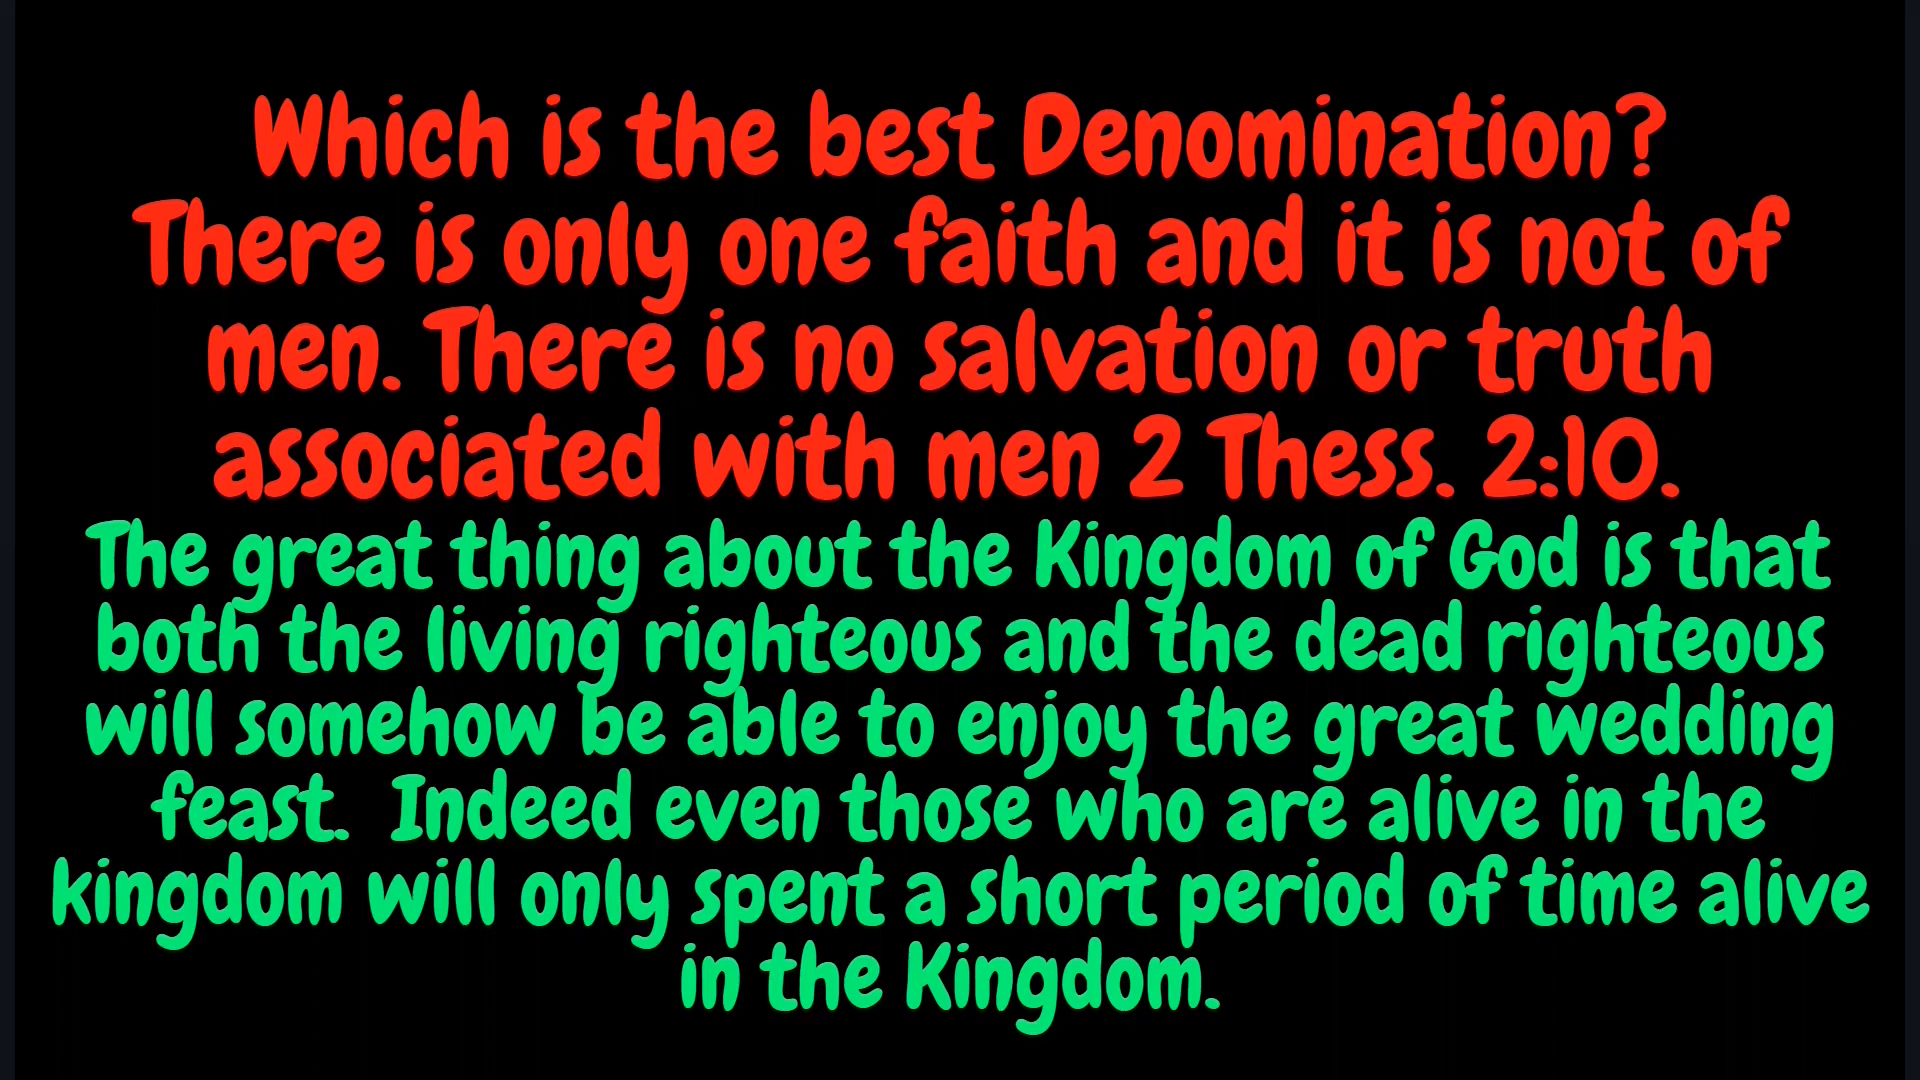 Which is the best Denomination?
There is only one faith and it is not of
men. There is no salvation or truth
associated with men 2 Thess. 2:10.
The great thing about the Kingdom of God is that
both the living righteous and the dead righteous
will somehow be able to enjoy the great wedding
feast.  Indeed even those who are alive in the
kingdom will only spent a short period of time alive
in the Kingdom.